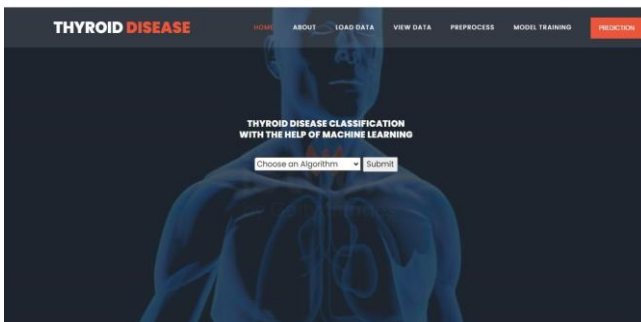 THYROID DISEASE
HOME ABOUT LOAD DATA VIEW DATA PREPROCESS MODEL TRAINING PREDICTION
THYROID DISEASE CLASSIFICATION
WITH THE HELP OF MACHINE LEARNING
Choose an Algorithm Submit